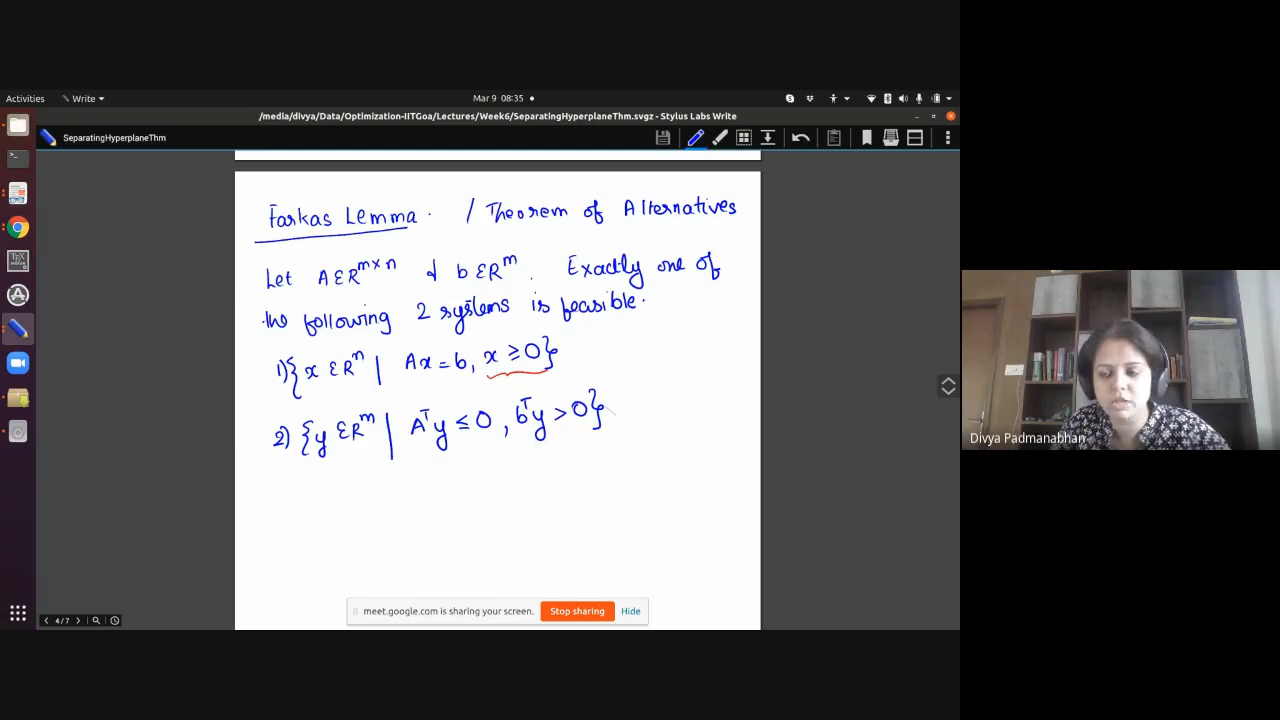 Activities
Write
Mar 9 08:35
/media/divya/Data/Optimization-IITGoa/Lectures/Week6/SeparatingHyperplaneThm.svgz - Stylus Labs Write
SeparatingHyperplaneThm
Farkas Lemma. / Theorem of Alternatives
Let A ∈ R^{m×n} & b ∈ R^m. Exactly one of
the following 2 systems is feasible.
1) {x ∈ R^n | Ax = b, x ≥ 0}
2) {y ∈ R^m | A^T y ≤ 0, b^T y > 0}
Divya Padmanabhan
meet.google.com is sharing your screen. Stop sharing Hide
4/7